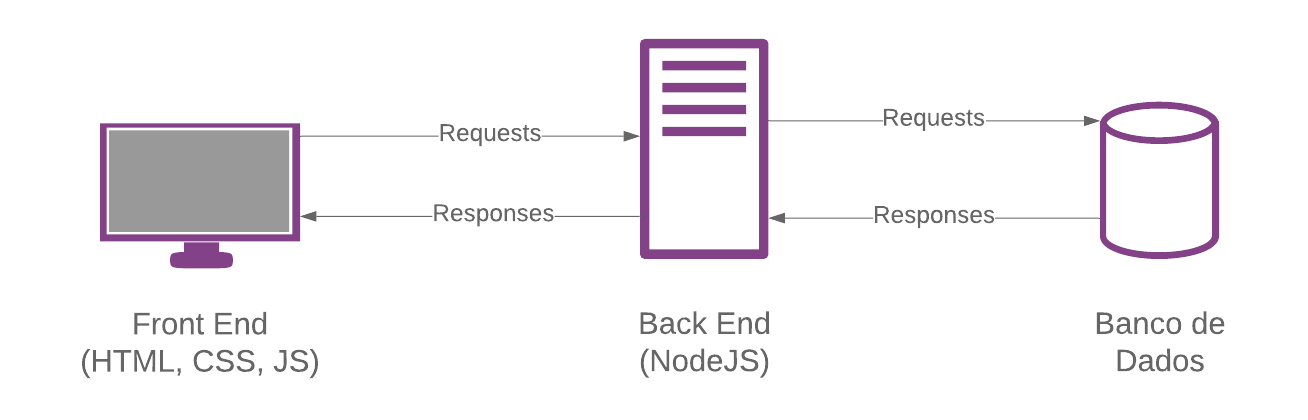 Requests
Requests
Responses
Responses
Front End
(HTML, CSS, JS)
Back End
(NodeJS)
Banco de
Dados